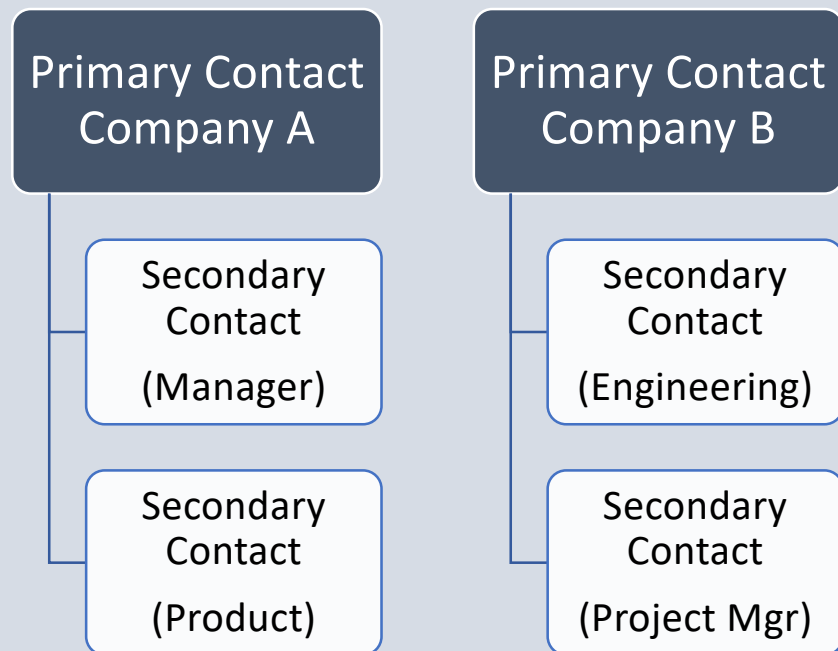 Primary Contact
Company A
Secondary
Contact
(Manager)
Secondary
Contact
(Product)
Primary Contact
Company B
Secondary
Contact
(Engineering)
Secondary
Contact
(Project Mgr)